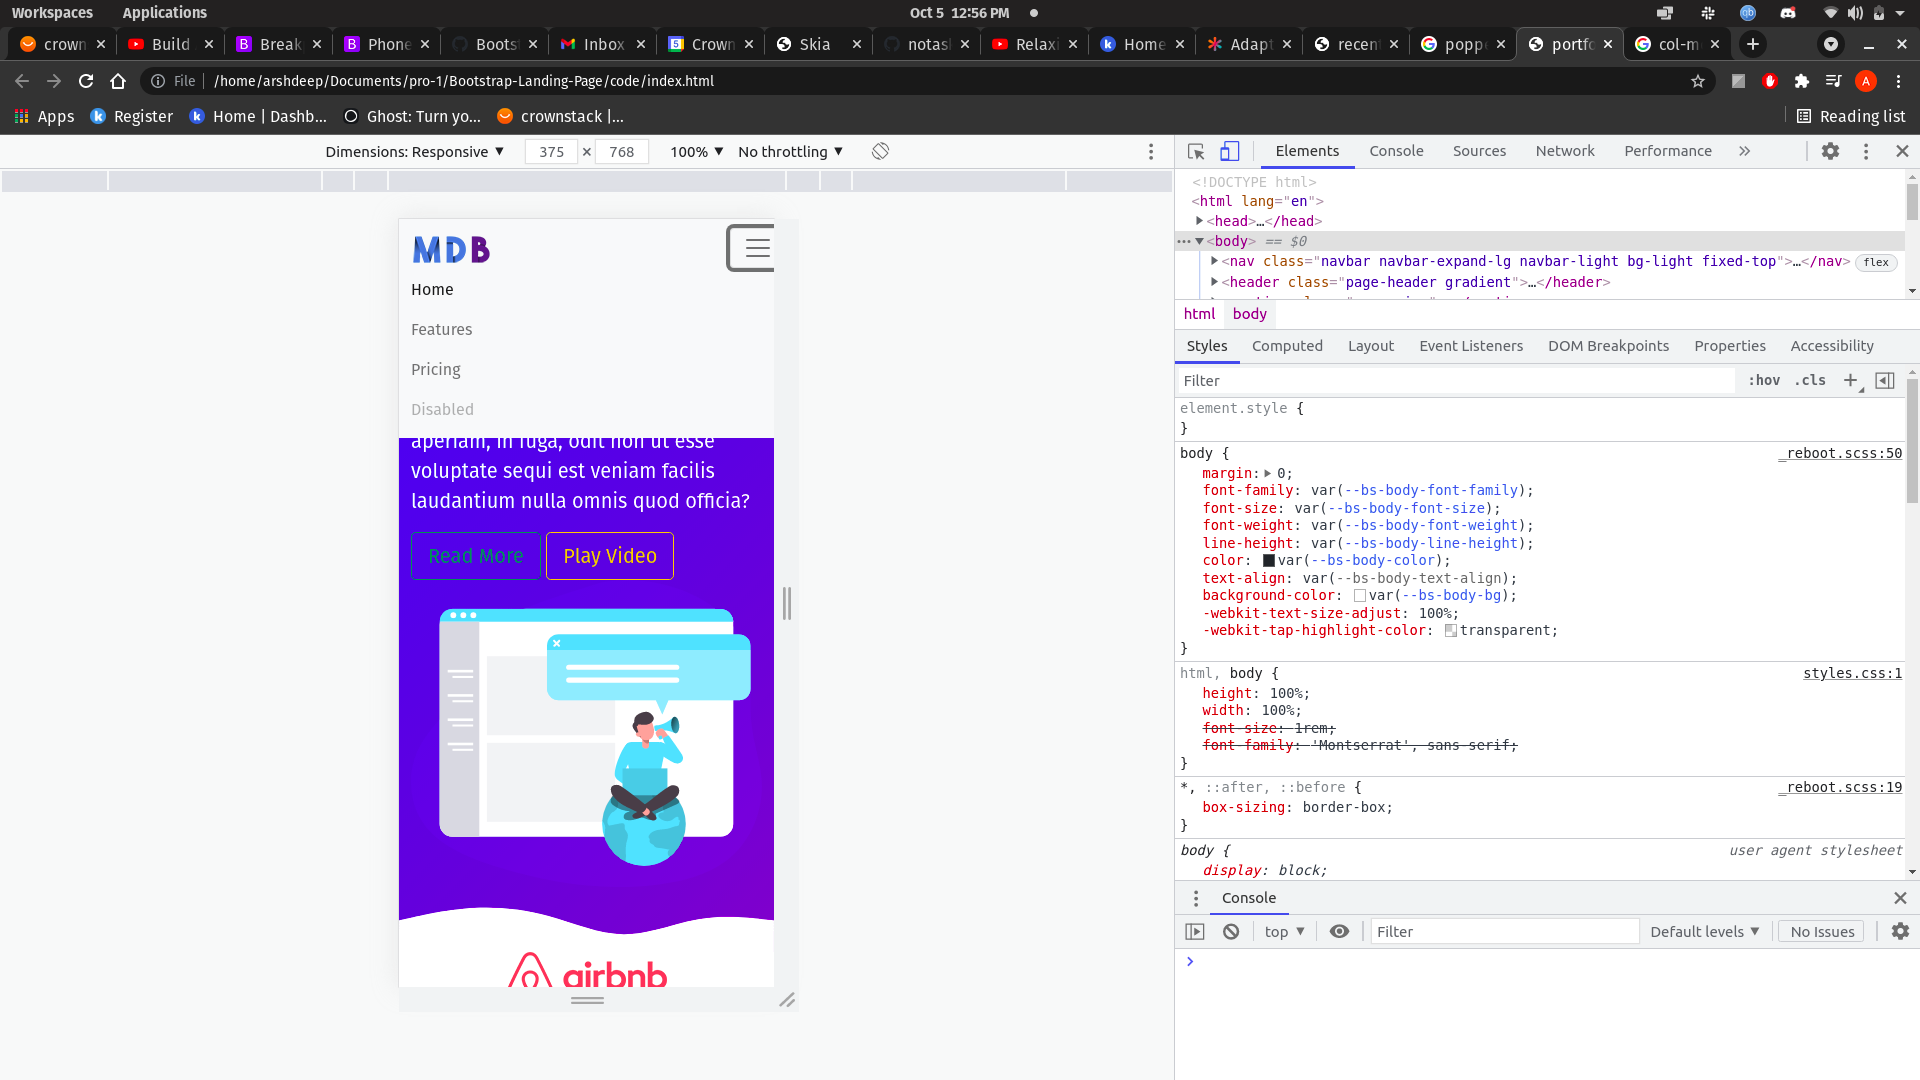 Workspaces Applications Oct 5 12:56 PM
crown Build Break Phone Boots Inbox Crown Skia notas Relaxi Home Adapt recent poppe portfo col-m
File /home/arshdeep/Documents/pro-1/Bootstrap-Landing-Page/code/index.html A
Apps Register Home | Dashb... Ghost: Turn yo... crownstack |... Reading list
Dimensions: Responsive 375 × 768 100% No throttling
Elements Console Sources Network Performance
<!DOCTYPE html>
<html lang="en">
<head>…</head>
<body> == $0
<nav class="navbar navbar-expand-lg navbar-light bg-light fixed-top">…</nav> flex
<header class="page-header gradient">…</header>
html body
Styles Computed Layout Event Listeners DOM Breakpoints Properties Accessibility
Filter :hov .cls
element.style {
}
body { _reboot.scss:50
margin: 0;
font-family: var(--bs-body-font-family);
font-size: var(--bs-body-font-size);
font-weight: var(--bs-body-font-weight);
line-height: var(--bs-body-line-height);
color: var(--bs-body-color);
text-align: var(--bs-body-text-align);
background-color: var(--bs-body-bg);
-webkit-text-size-adjust: 100%;
-webkit-tap-highlight-color: transparent;
}
html, body { styles.css:1
height: 100%;
width: 100%;
font-size: 1rem;
font-family: 'Montserrat', sans-serif;
}
*, ::after, ::before { _reboot.scss:19
box-sizing: border-box;
}
body { user agent stylesheet
display: block;
Console
top Filter Default levels No Issues
MDB
Home
Features
Pricing
Disabled
aperiam, in fuga, odit non ut esse
voluptate sequi est veniam facilis
laudantium nulla omnis quod officia?
Read More Play Video
airbnb